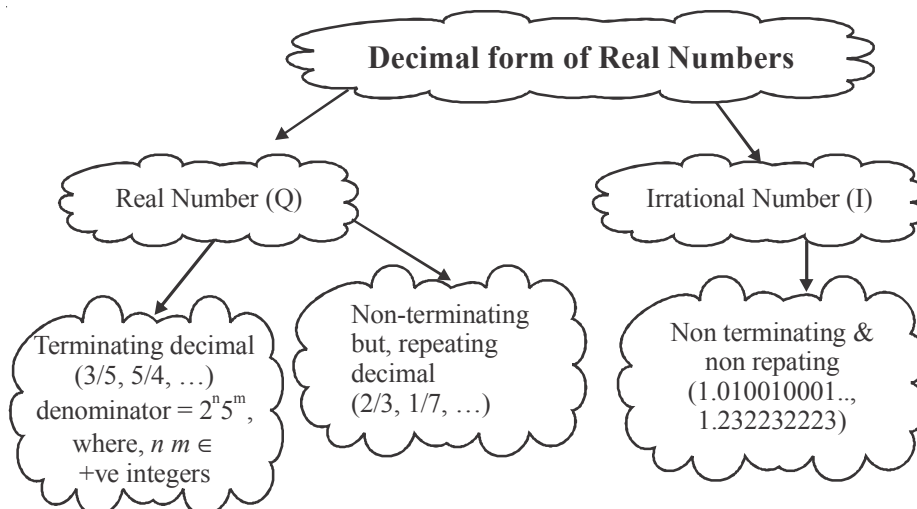 Decimal form of Real Numbers
Real Number (Q)
Irrational Number (I)
Terminating decimal
(3/5, 5/4, …)
denominator = 2ⁿ5ᵐ,
where, n m ∈
+ve integers
Non-terminating
but, repeating
decimal
(2/3, 1/7, …)
Non terminating &
non repating
(1.010010001..,
1.232232223)